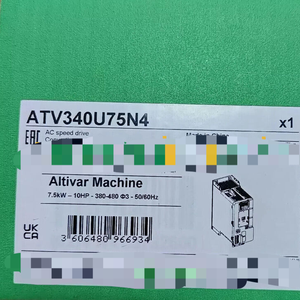 ATV340U75N4 x1
EAC AC speed drive
Altivar Machine
7.5kW – 10HP - 380-480 Φ3 - 50/60Hz
UK
CA
3 606480 966934